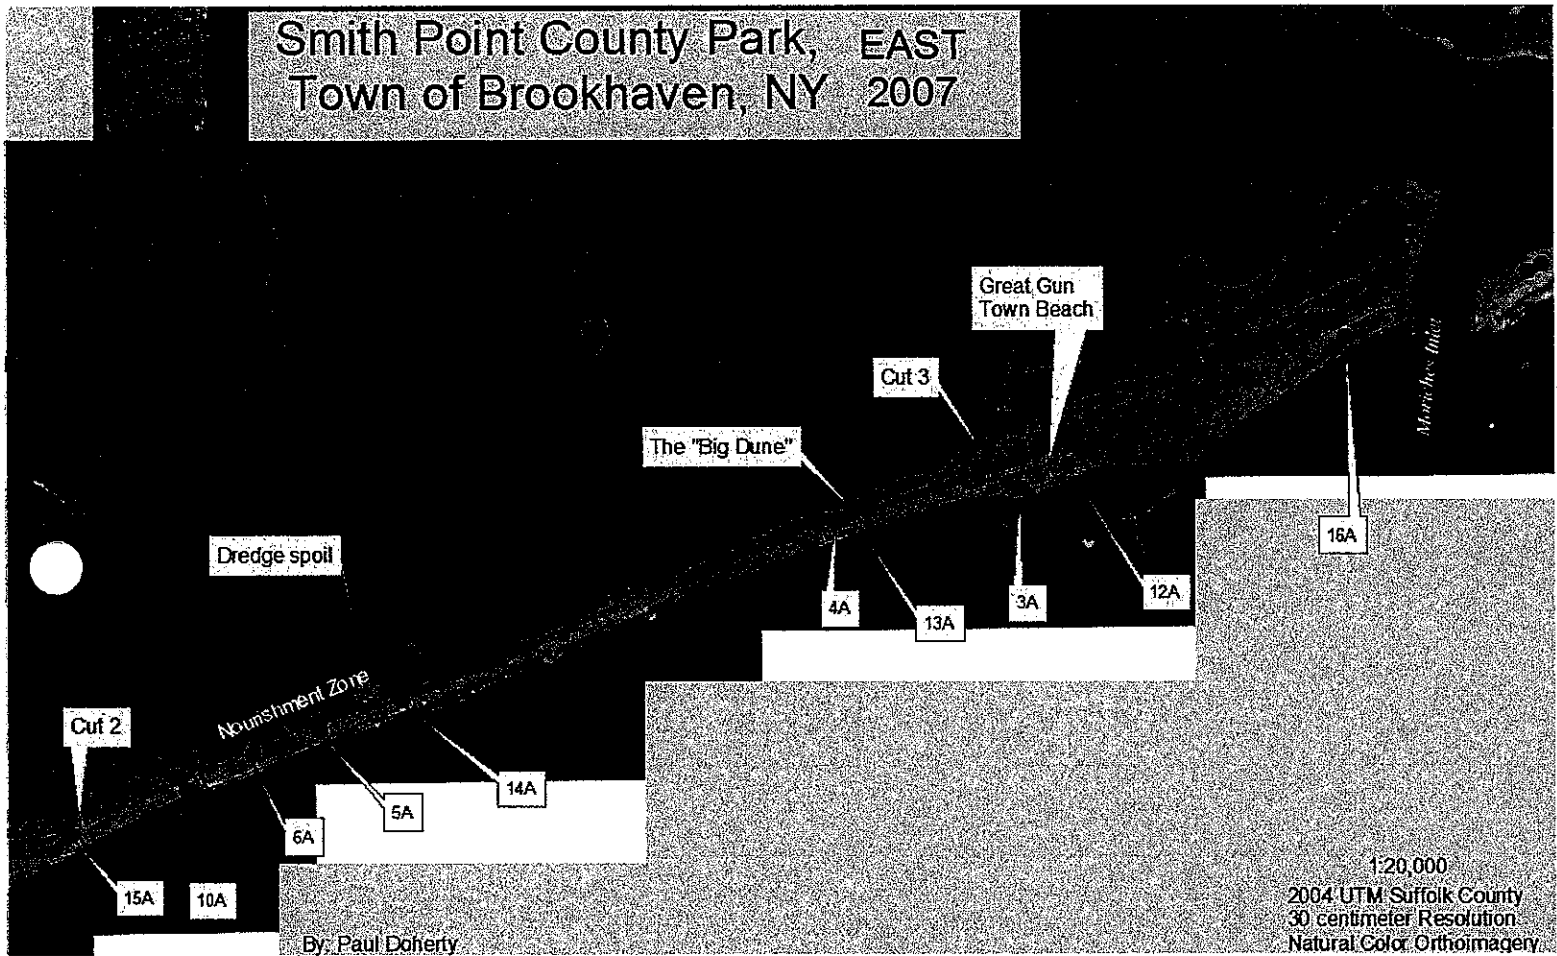 Smith Point County Park, EAST
Town of Brookhaven, NY 2007
Great Gun
Town Beach
Cut 3
Moriches Inlet
The "Big Dune"
16A
Dredge spoil
12A
4A
3A
13A
Nourishment Zone
Cut 2
14A
5A
6A
15A
10A
1:20,000
2004 UTM Suffolk County
30 centimeter Resolution
Natural Color Orthoimagery
By: Paul Doherty